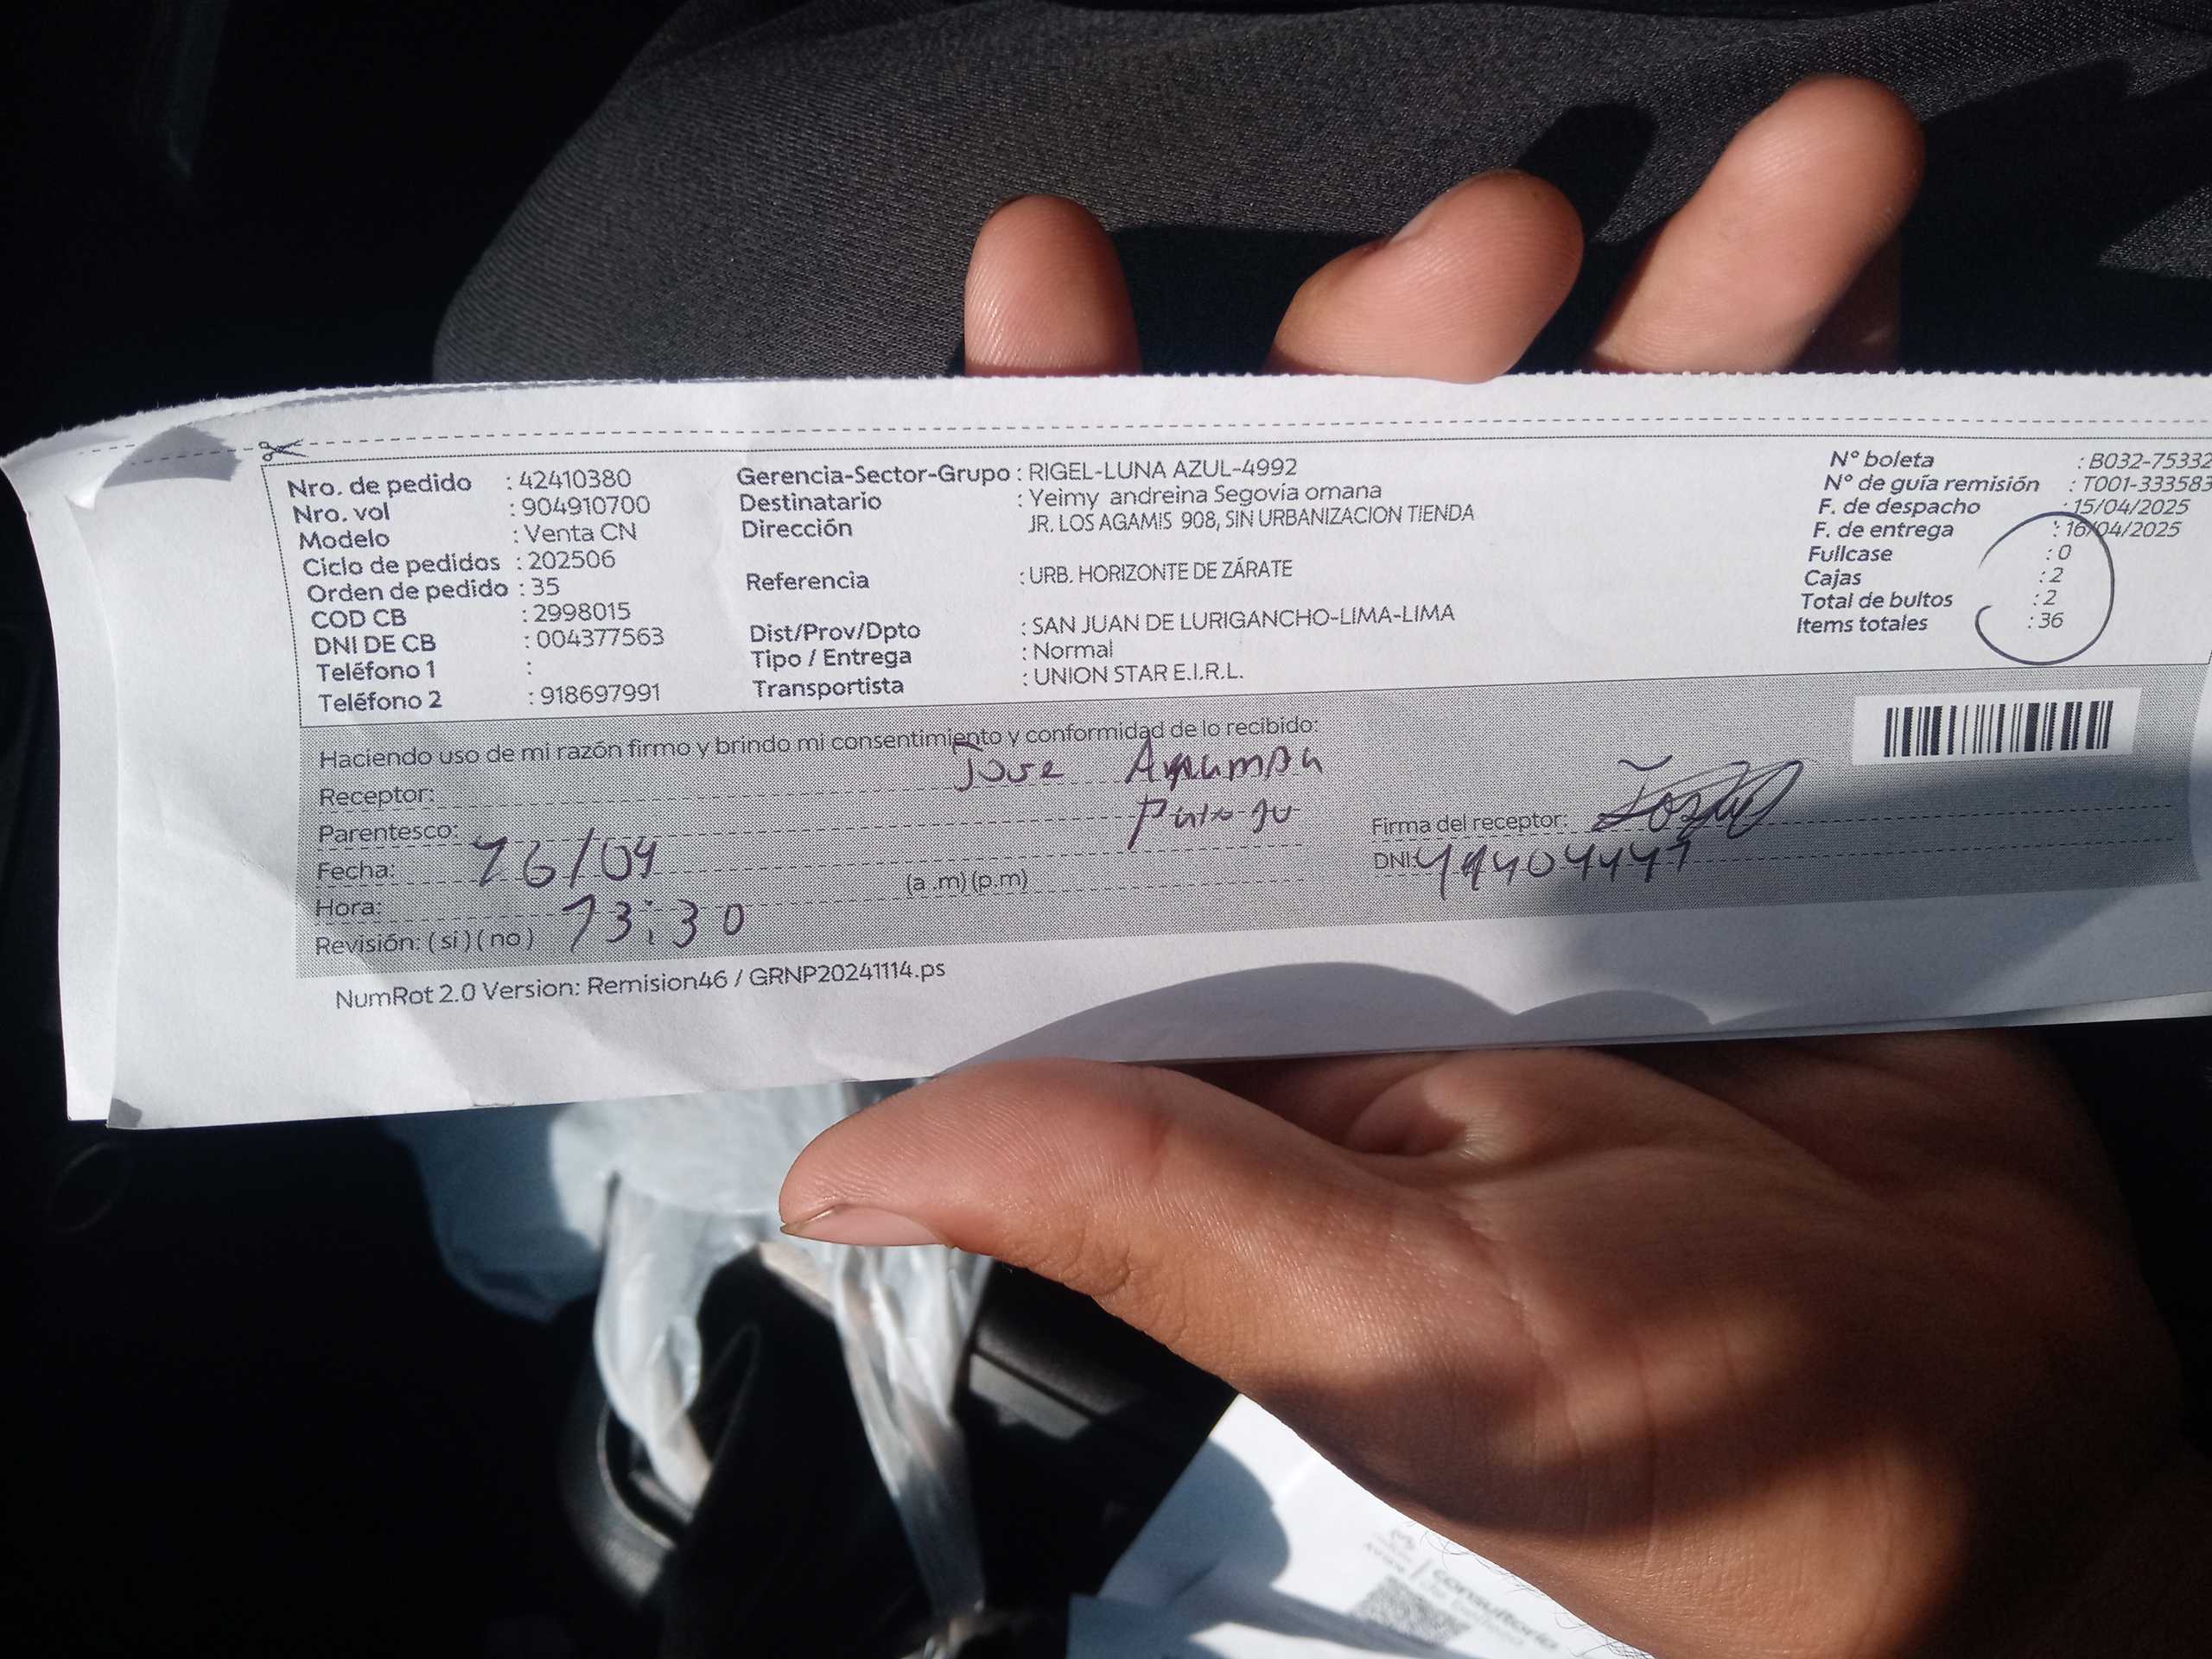 Nro. de pedido : 42410380
Nro. vol : 904910700
Modelo : Venta CN
Ciclo de pedidos : 202506
Orden de pedido : 35
COD CB : 2998015
DNI DE CB : 004377563
Teléfono 1 :
Teléfono 2 : 918697991
Gerencia-Sector-Grupo : RIGEL-LUNA AZUL-4992
Destinatario : Yeimy andreina Segovia omana
Dirección JR. LOS AGAMIS 908, SIN URBANIZACION TIENDA
Referencia : URB. HORIZONTE DE ZÁRATE
Dist/Prov/Dpto : SAN JUAN DE LURIGANCHO-LIMA-LIMA
Tipo / Entrega : Normal
Transportista : UNION STAR E.I.R.L.
N° boleta : B032-75332
N° de guía remisión : T001-333583
F. de despacho : 15/04/2025
F. de entrega : 16/04/2025
Fullcase : 0
Cajas : 2
Total de bultos : 2
Items totales : 36
Haciendo uso de mi razón firmo y brindo mi consentimiento y conformidad de lo recibido:
Receptor: Jose
Parentesco:
Fecha: 16/04
Hora: (a.m) (p.m)
Revisión: (si) (no) 13:30
Firma del receptor:
DNI:
NumRot 2.0 Version: Remision46 / GRNP20241114.ps
consultoría